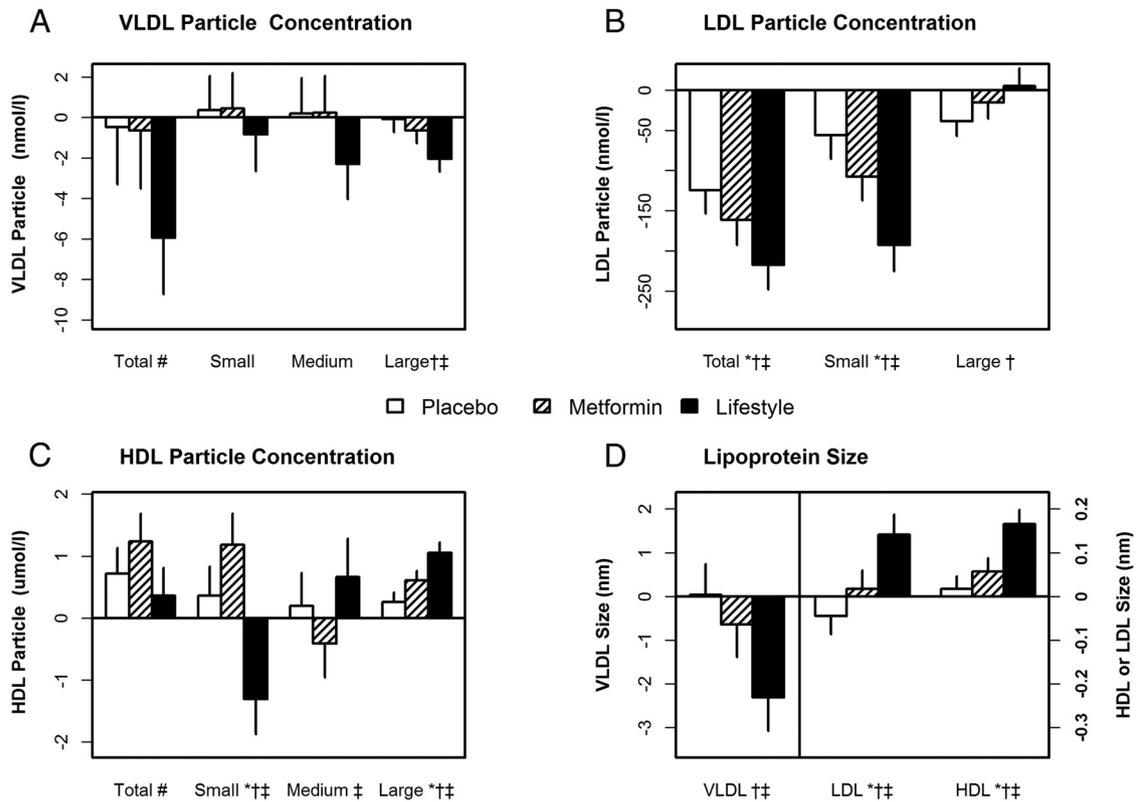 A VLDL Particle Concentration
VLDL Particle (nmol/l)
2
0
-2
-4
-6
-8
-10
Total # Small Medium Large†‡
B LDL Particle Concentration
LDL Particle (nmol/l)
0
-50
-150
-250
Total *†‡ Small *†‡ Large †
Placebo Metformin Lifestyle
C HDL Particle Concentration
HDL Particle (umol/l)
2
1
0
-1
-2
Total # Small *†‡ Medium ‡ Large *†‡
D Lipoprotein Size
VLDL Size (nm)
2
1
0
-1
-2
-3
0.2
0.1
0
-0.1
-0.2
-0.3
HDL or LDL Size (nm)
VLDL †‡ LDL *†‡ HDL *†‡